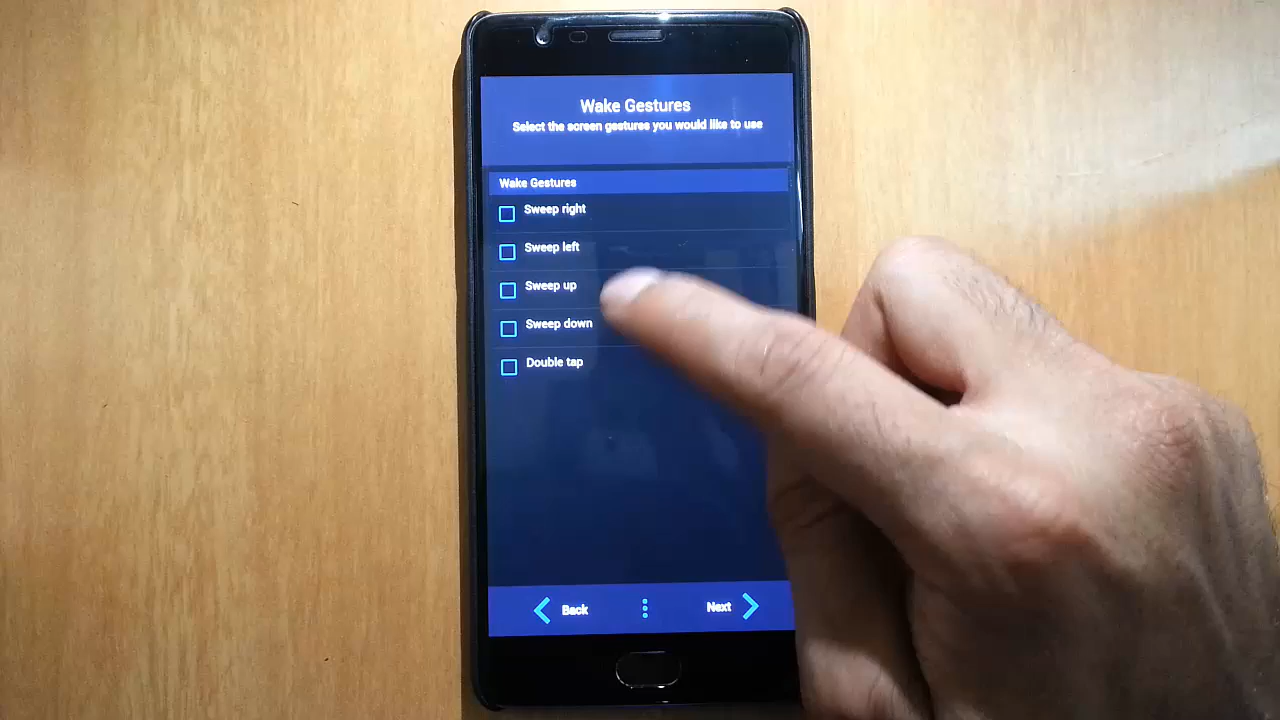 Wake Gestures
Select the screen gestures you would like to use
Wake Gestures
Sweep right
Sweep left
Sweep up
Sweep down
Double tap
Back
Next